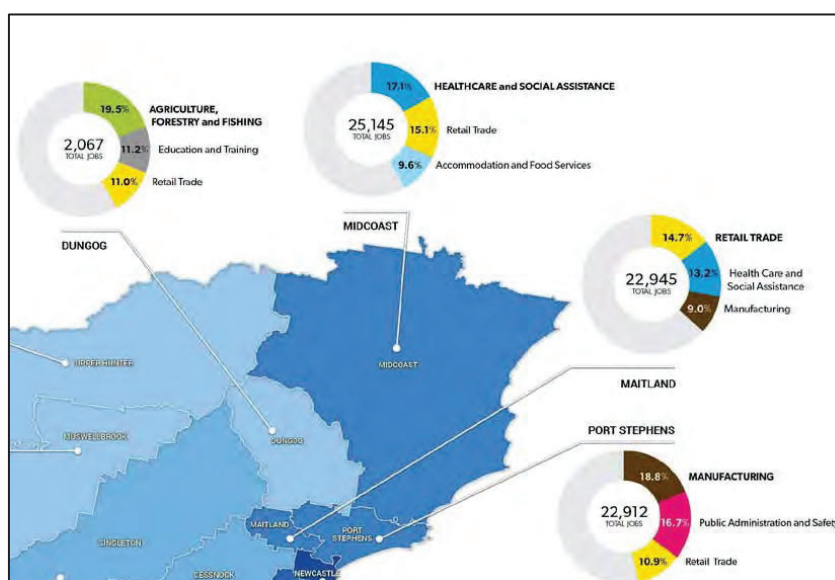 17.1%
HEALTHCARE and SOCIAL ASSISTANCE
25,145
TOTAL JOBS
15.1%
Retail Trade
9.6%
Accommodation and Food Services
MIDCOAST
19.5%
AGRICULTURE,
FORESTRY and FISHING
2,067
TOTAL JOBS
11.2%
Education and Training
11.0%
Retail Trade
DUNGOG
14.7%
RETAIL TRADE
22,945
TOTAL JOBS
13.2%
Health Care and
Social Assistance
9.0%
Manufacturing
MAITLAND
PORT STEPHENS
18.8%
MANUFACTURING
22,912
TOTAL JOBS
16.7%
Public Administration and Safety
10.9%
Retail Trade
UPPER HUNTER
MIDCOAST
MUSWELLBROOK
DUNGOG
SINGLETON
MAITLAND
PORT
STEPHENS
CESSNOCK
NEWCASTLE